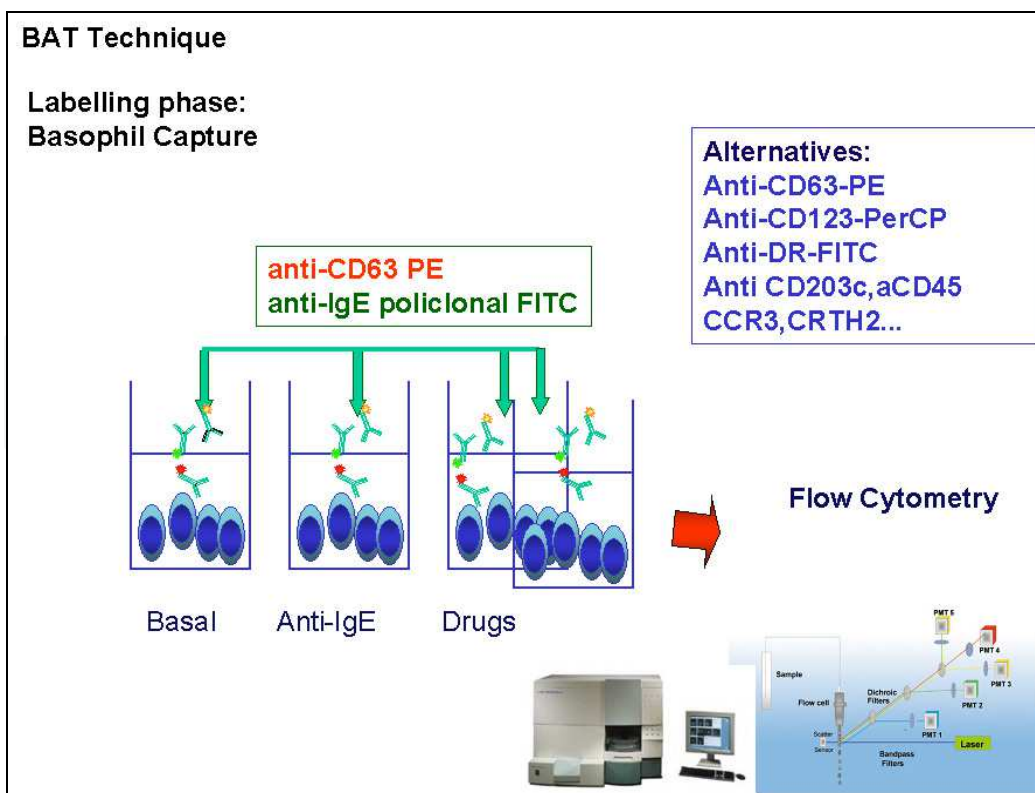 BAT Technique
Labelling phase:
Basophil Capture
Alternatives:
Anti-CD63-PE
Anti-CD123-PerCP
Anti-DR-FITC
Anti CD203c,aCD45
CCR3,CRTH2...
anti-CD63 PE
anti-IgE policlonal FITC
Flow Cytometry
Basal
Anti-IgE
Drugs
PMT 5
PMT 4
PMT 3
PMT 2
PMT 1
Sample
Flow cell
Dichroic
Filters
Scatter
Sensor
Laser
Bandpass
Filters